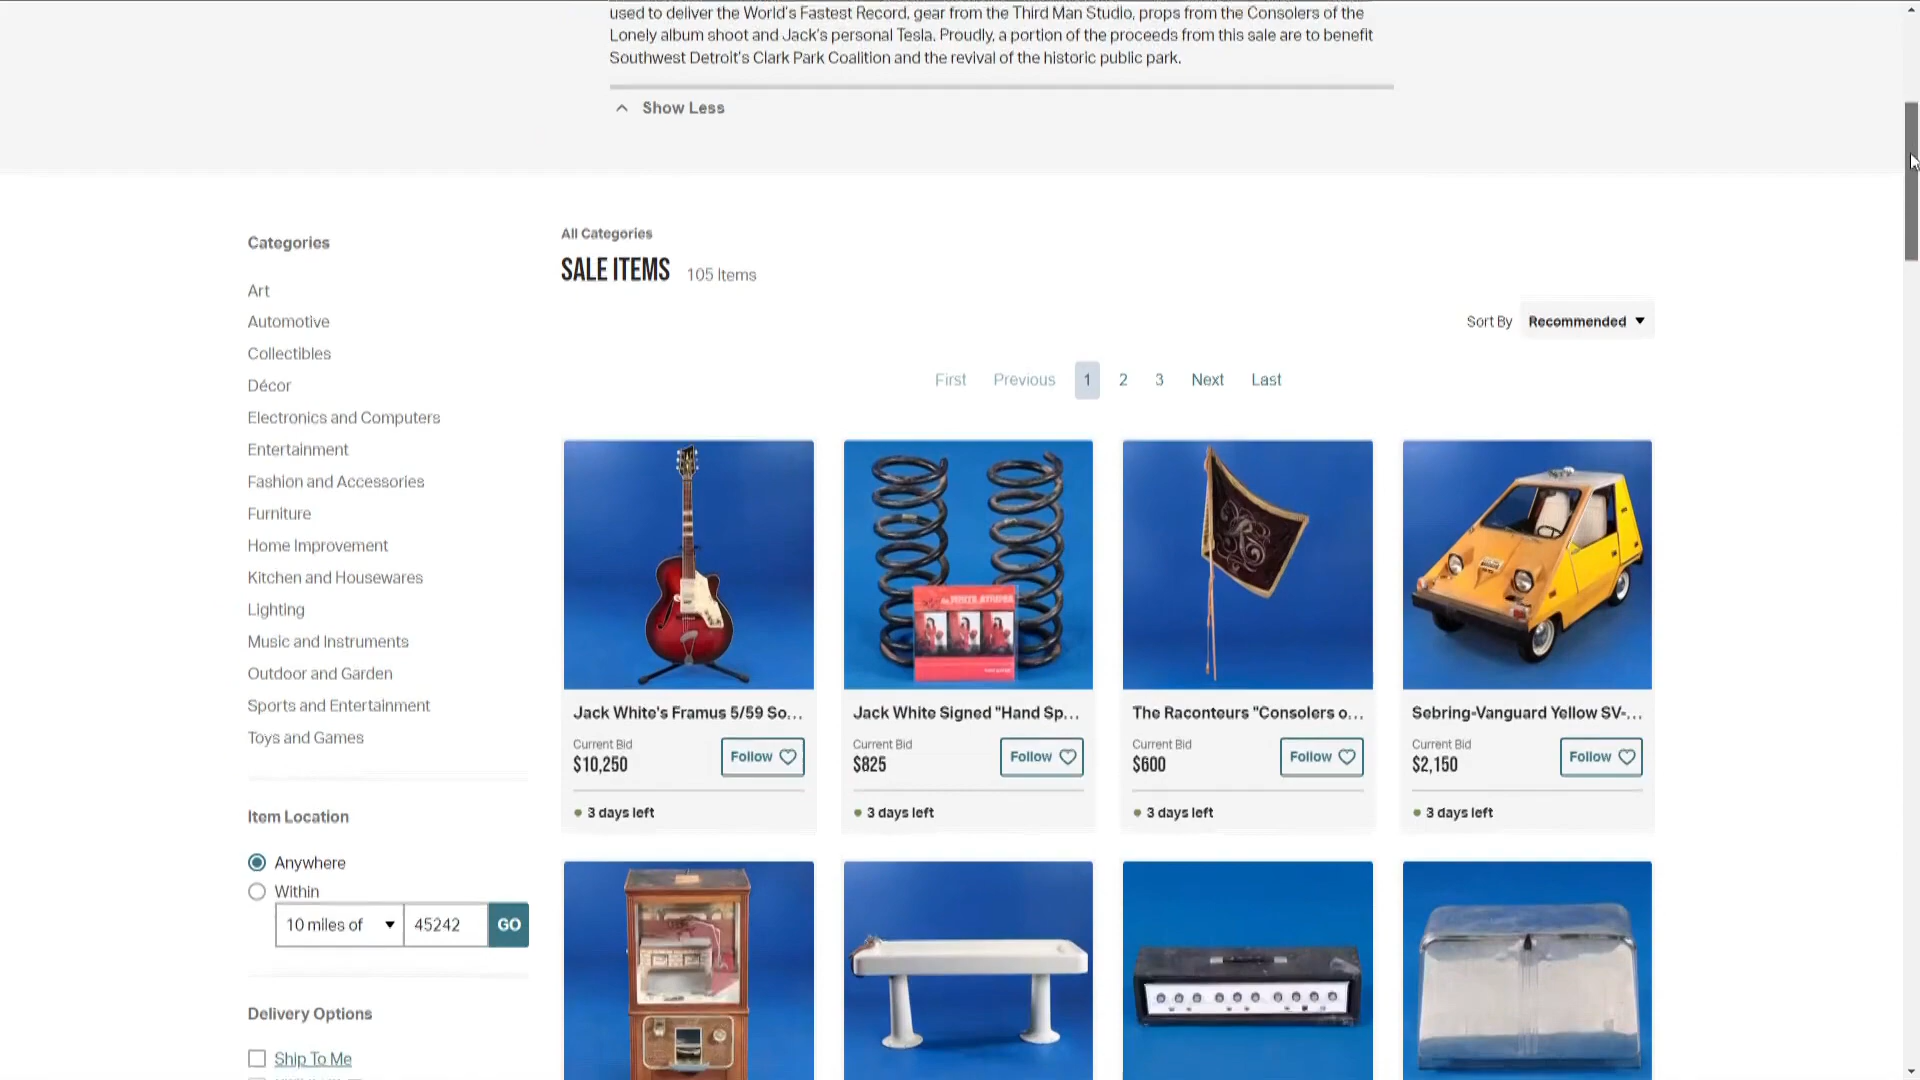 used to deliver the World's Fastest Record, gear from the Third Man Studio, props from the Consolers of the
Lonely album shoot and Jack's personal Tesla. Proudly, a portion of the proceeds from this sale are to benefit
Southwest Detroit's Clark Park Coalition and the revival of the historic public park.
Show Less
Categories
Art
Automotive
Collectibles
Décor
Electronics and Computers
Entertainment
Fashion and Accessories
Furniture
Home Improvement
Kitchen and Housewares
Lighting
Music and Instruments
Outdoor and Garden
Sports and Entertainment
Toys and Games
Item Location
Anywhere
Within
10 miles of 45242 GO
Delivery Options
Ship To Me
All Categories
SALE ITEMS 105 Items
Sort By Recommended
First Previous 1 2 3 Next Last
Jack White's Framus 5/59 So...
Current Bid
$10,250
Follow
3 days left
Jack White Signed "Hand Sp...
Current Bid
$825
Follow
3 days left
The Raconteurs "Consolers o...
Current Bid
$600
Follow
3 days left
Sebring-Vanguard Yellow SV-...
Current Bid
$2,150
Follow
3 days left